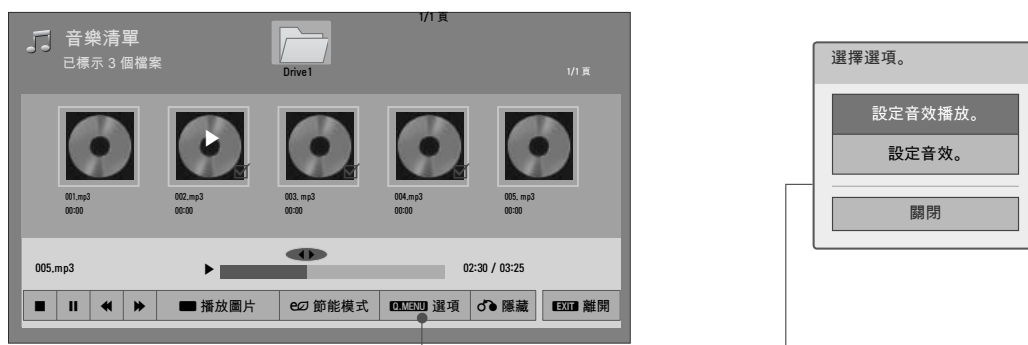 1/1 頁
音樂清單
已標示 3 個檔案
Drive1
1/1 頁
001.mp3
00:00
002.mp3
00:00
003. mp3
00:00
004.mp3
00:00
005. mp3
00:00
005.mp3
02:30 / 03:25
播放圖片
節能模式
Q.MENU 選項
隱藏
EXIT 離開
選擇選項。
設定音效播放。
設定音效。
關閉